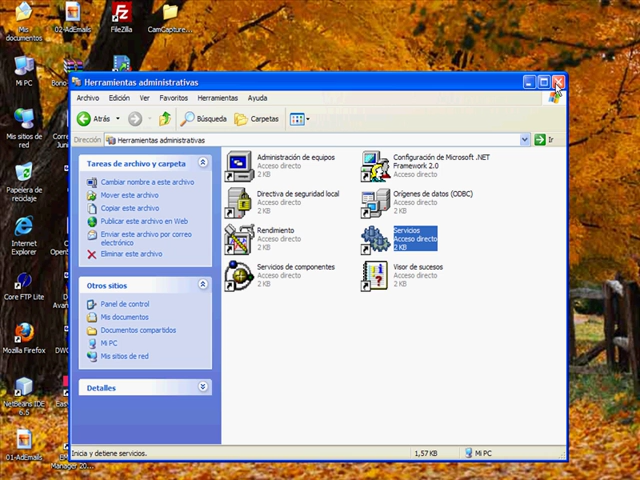 Mis documentos
02-AdEmails
FileZilla
CamCapture...
Mi PC
Bono-
Mis sitios de red
Papelera de reciclaje
Internet Explorer
Core FTP Lite
Mozilla Firefox
NetBeans IDE 6.5
01-AdEmails
Manager 20...
Herramientas administrativas
Archivo Edición Ver Favoritos Herramientas Ayuda
Atrás Búsqueda Carpetas
Dirección Herramientas administrativas Ir
Tareas de archivo y carpeta
Cambiar nombre a este archivo
Mover este archivo
Copiar este archivo
Publicar este archivo en Web
Enviar este archivo por correo
electrónico
Eliminar este archivo
Otros sitios
Panel de control
Mis documentos
Documentos compartidos
Mi PC
Mis sitios de red
Detalles
Administración de equipos
Acceso directo
2 KB
Configuración de Microsoft .NET
Framework 2.0
Acceso directo
Directiva de seguridad local
Acceso directo
2 KB
Orígenes de datos (ODBC)
Acceso directo
2 KB
Rendimiento
Acceso directo
2 KB
Servicios
Acceso directo
2 KB
Servicios de componentes
Acceso directo
2 KB
Visor de sucesos
Acceso directo
2 KB
Inicia y detiene servicios. 1,57 KB Mi PC